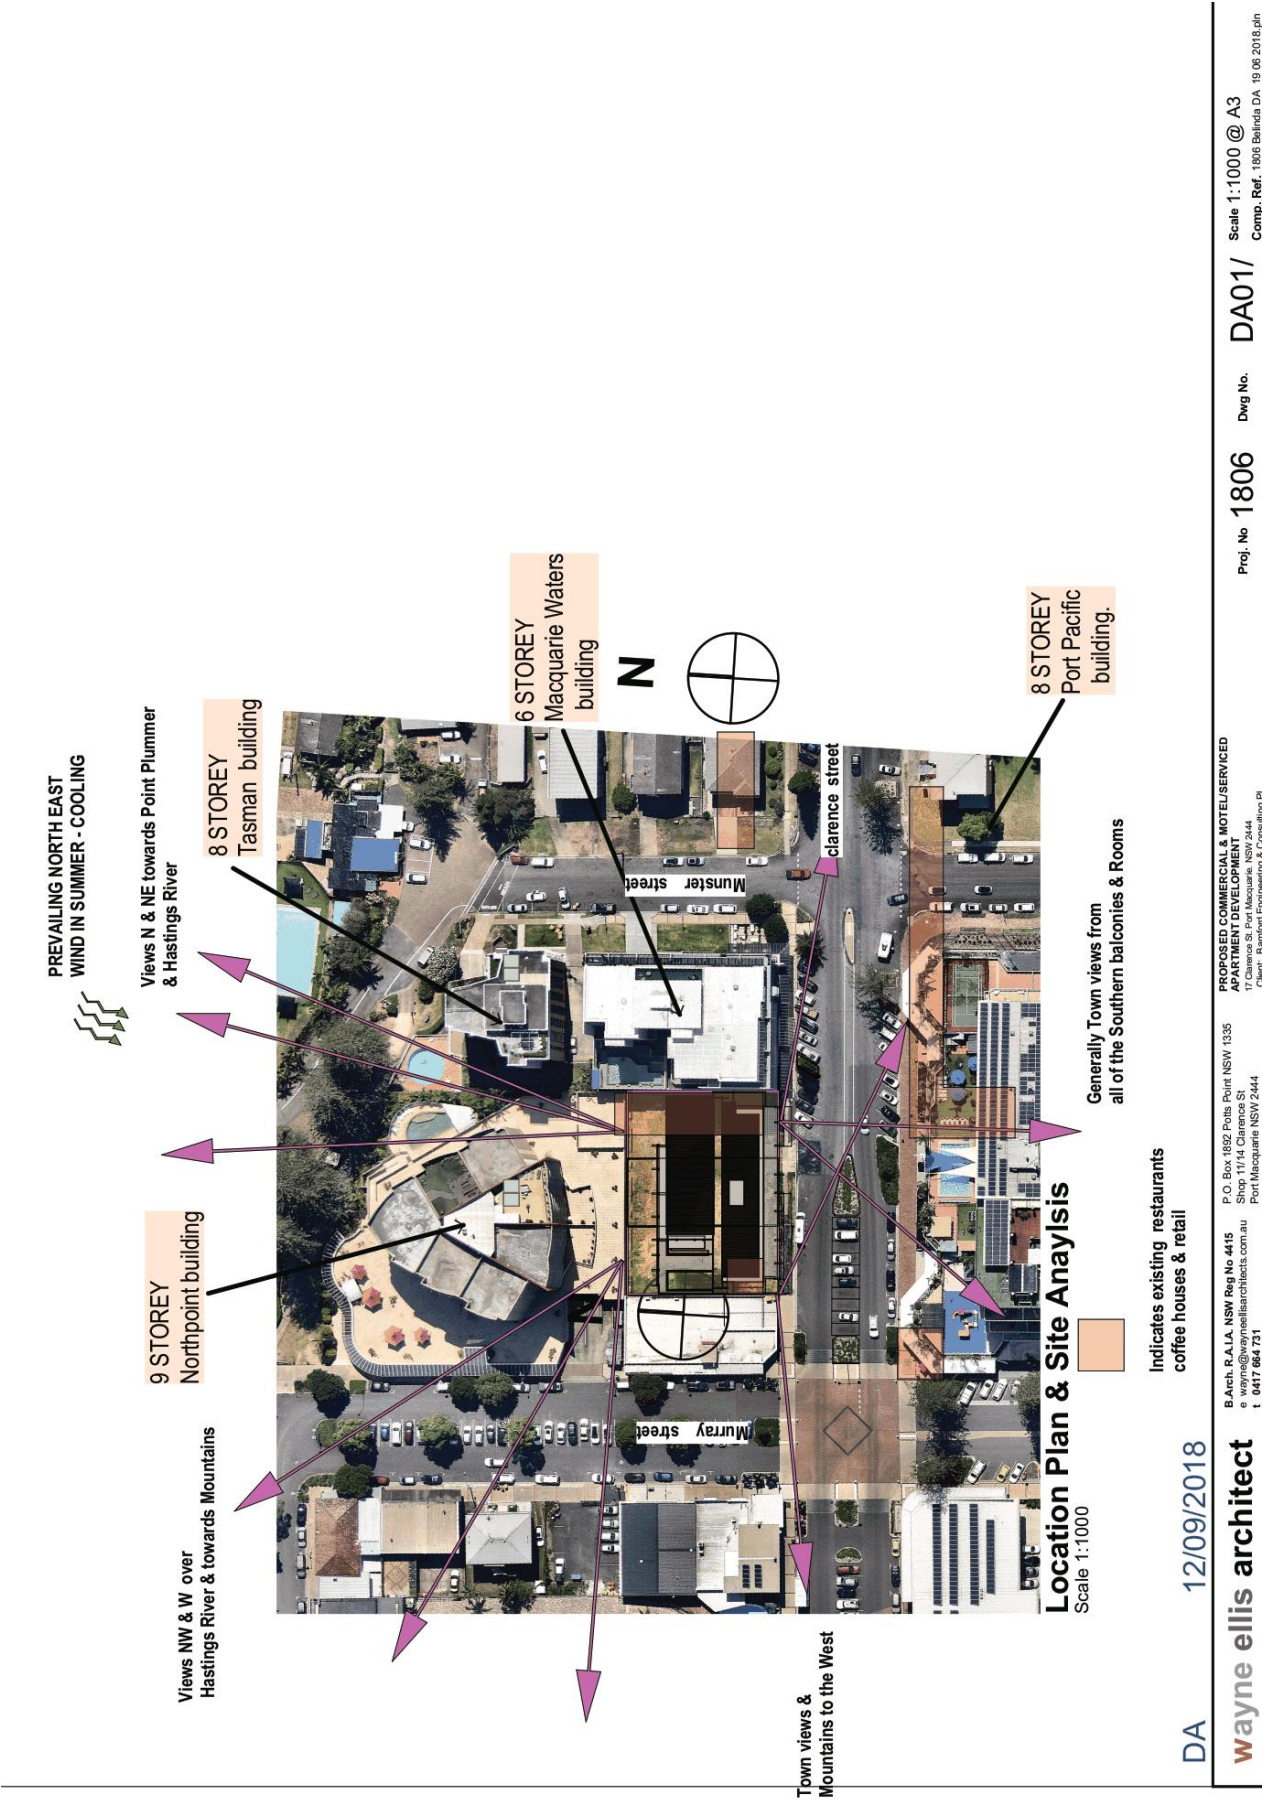 PREVAILING NORTH EAST
WIND IN SUMMER - COOLING
Views N & NE towards Point Plummer
& Hastings River
8 STOREY
Tasman building
9 STOREY
Northpoint building
Views NW & W over
Hastings River & towards Mountains
6 STOREY
Macquarie Waters
building
N
N
Munster street
Murray street
clarence street
8 STOREY
Port Pacific
building.
Town views &
Mountains to the West
Generally Town views from
all of the Southern balconies & Rooms
Location Plan & Site Anaylsis
Scale 1:1000
Indicates existing restaurants
coffee houses & retail
DA
12/09/2018
wayne ellis architect
B.Arch. R.A.I.A. NSW Reg No 4415
e wayne@wayneellisarchitects.com.au
t 0417 664 731
P.O. Box 1892 Potts Point NSW 1335
Shop 11/14 Clarence St
Port Macquarie NSW 2444
PROPOSED COMMERCIAL & MOTEL/SERVICED
APARTMENT DEVELOPMENT
17 Clarence St. Port Macquarie. NSW 2444
Client: Bamford Engineering & Consulting Pl
Proj. No 1806
Dwg No. DA01/
Scale 1:1000 @ A3
Comp. Ref. 1806 Belinda DA 19 06 2018.pln